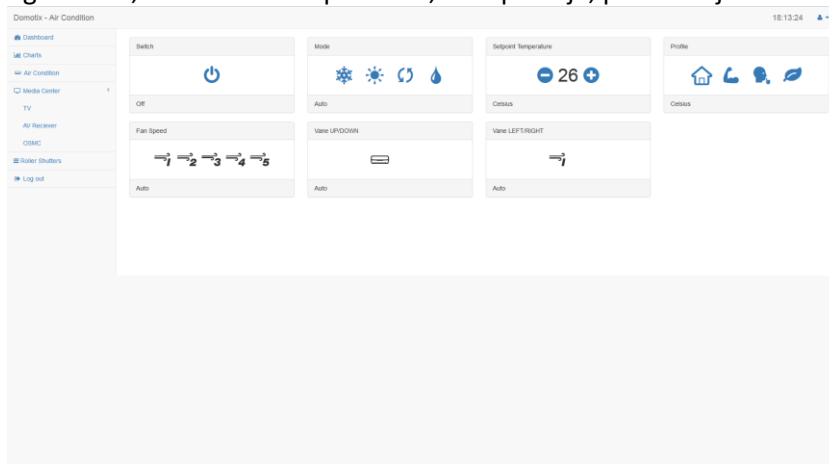 Domotix - Air Condition
18:13:24
Dashboard
Charts
Air Condition
Media Center
TV
AV Reciever
OSMC
Roller Shutters
Log out
Switch
Off
Mode
Auto
Setpoint Temperature
26
Celsius
Profile
Celsius
Fan Speed
1 2 3 4 5
Auto
Vane UP/DOWN
Auto
Vane LEFT/RIGHT
1
Auto